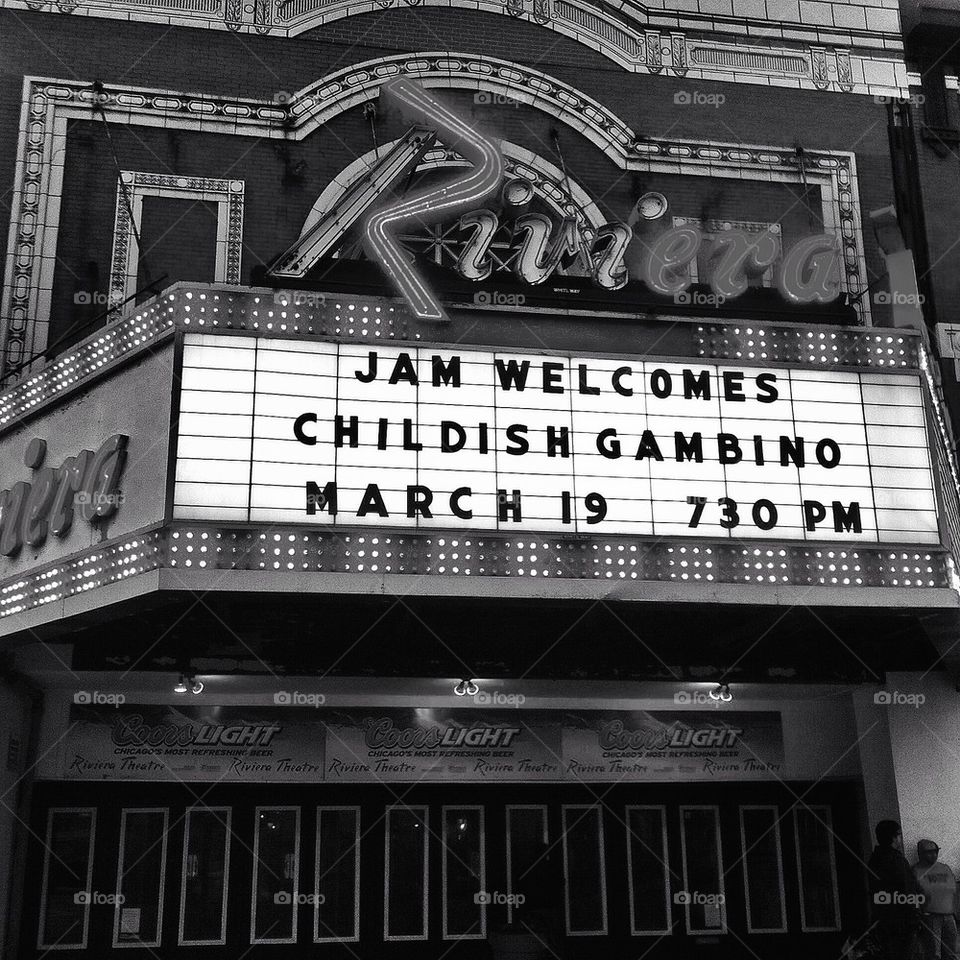 Riviera
JAM WELCOMES
CHILDISH GAMBINO
MARCH 19 730 PM
Coors LIGHT Coors LIGHT Coors LIGHT
CHICAGO'S MOST REFRESHING BEER CHICAGO'S MOST REFRESHING BEER CHICAGO'S MOST REFRESHING BEER
Riviera Theatre Riviera Theatre Riviera Theatre Riviera Theatre Riviera Theatre Riviera Theatre
foap